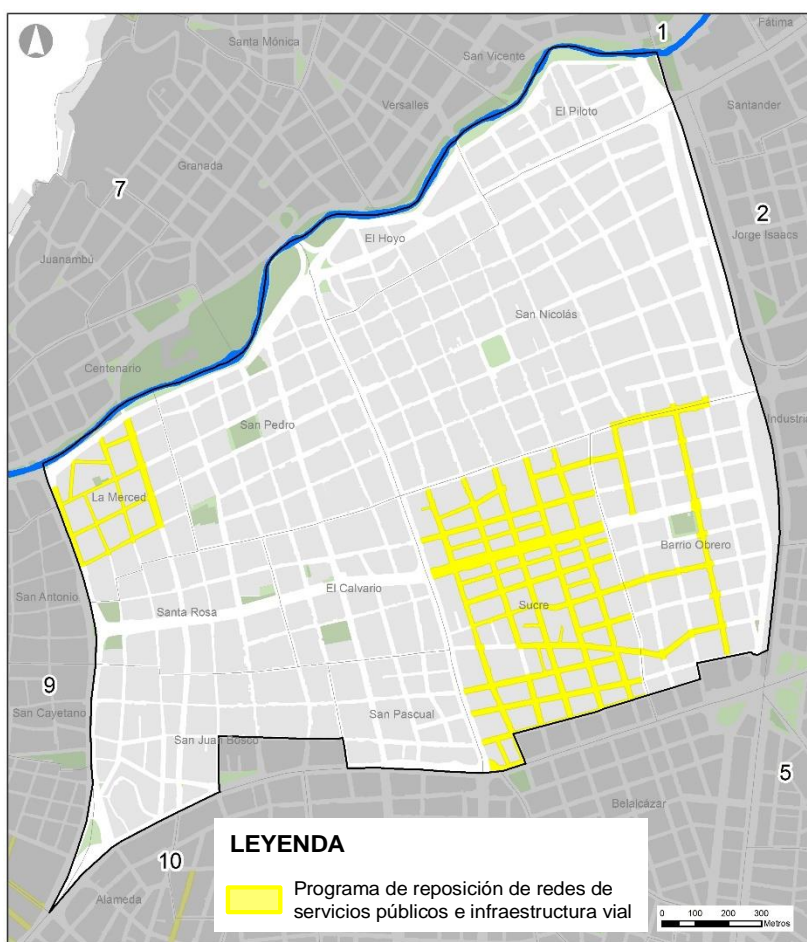 1
Fátima
Santa Mónica
San Vicente
Versalles
El Piloto
Santander
Granada
7
2
Jorge Isaacs
El Hoyo
Juanambú
San Nicolás
Centenario
San Pedro
Industria
La Merced
Barrio Obrero
San Antonio
El Calvario
Santa Rosa
Sucre
9
San Cayetano
San Pascual
San Juan Bosco
5
Belalcázar
10
Alameda
LEYENDA
Programa de reposición de redes de
servicios públicos e infraestructura vial
0 100 200 300
Metros